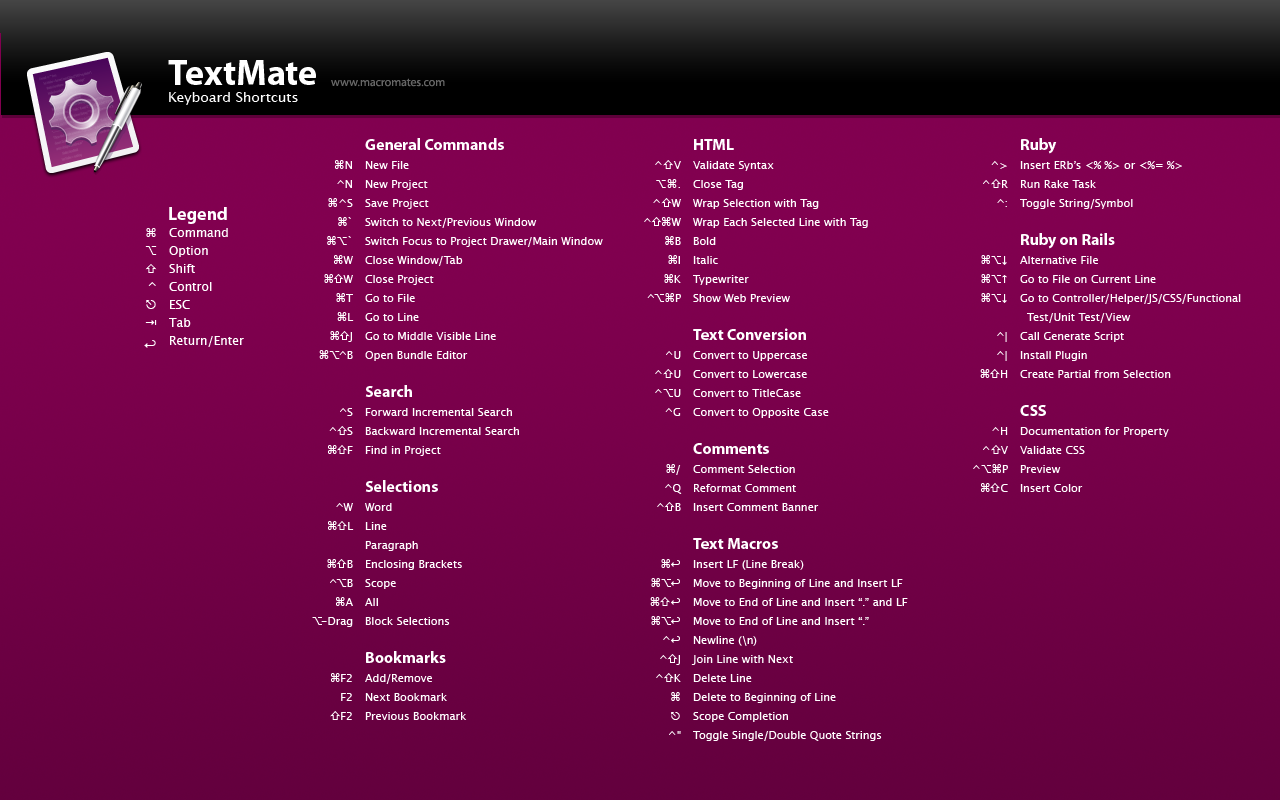 TextMate www.macromates.com
Keyboard Shortcuts
Legend
⌘ Command
⌥ Option
⇧ Shift
^ Control
⎋ ESC
⇥ Tab
↩ Return/Enter
General Commands
⌘N New File
^N New Project
⌘^S Save Project
⌘` Switch to Next/Previous Window
⌘⌥` Switch Focus to Project Drawer/Main Window
⌘W Close Window/Tab
⌘⇧W Close Project
⌘T Go to File
⌘L Go to Line
⌘⇧J Go to Middle Visible Line
⌘⌥^B Open Bundle Editor
Search
^S Forward Incremental Search
^⇧S Backward Incremental Search
⌘⇧F Find in Project
Selections
^W Word
⌘⇧L Line
Paragraph
⌘⇧B Enclosing Brackets
^⌥B Scope
⌘A All
⌥-Drag Block Selections
Bookmarks
⌘F2 Add/Remove
F2 Next Bookmark
⇧F2 Previous Bookmark
HTML
^⇧V Validate Syntax
⌥⌘. Close Tag
^⇧W Wrap Selection with Tag
^⇧⌘W Wrap Each Selected Line with Tag
⌘B Bold
⌘I Italic
⌘K Typewriter
^⌥⌘P Show Web Preview
Text Conversion
^U Convert to Uppercase
^⇧U Convert to Lowercase
^⌥U Convert to TitleCase
^G Convert to Opposite Case
Comments
⌘/ Comment Selection
^Q Reformat Comment
^⇧B Insert Comment Banner
Text Macros
⌘↩ Insert LF (Line Break)
⌘⌥↩ Move to Beginning of Line and Insert LF
⌘⇧↩ Move to End of Line and Insert “.” and LF
⌘⌥↩ Move to End of Line and Insert “.”
^↩ Newline (\n)
^⇧J Join Line with Next
^⇧K Delete Line
⌘ Delete to Beginning of Line
⎋ Scope Completion
^" Toggle Single/Double Quote Strings
Ruby
^> Insert ERb's <% %> or <%= %>
^⇧R Run Rake Task
^: Toggle String/Symbol
Ruby on Rails
⌘⌥↓ Alternative File
⌘⌥↑ Go to File on Current Line
⌘⌥↓ Go to Controller/Helper/JS/CSS/Functional
Test/Unit Test/View
^| Call Generate Script
^| Install Plugin
⌘⇧H Create Partial from Selection
CSS
^H Documentation for Property
^⇧V Validate CSS
^⌥⌘P Preview
⌘⇧C Insert Color